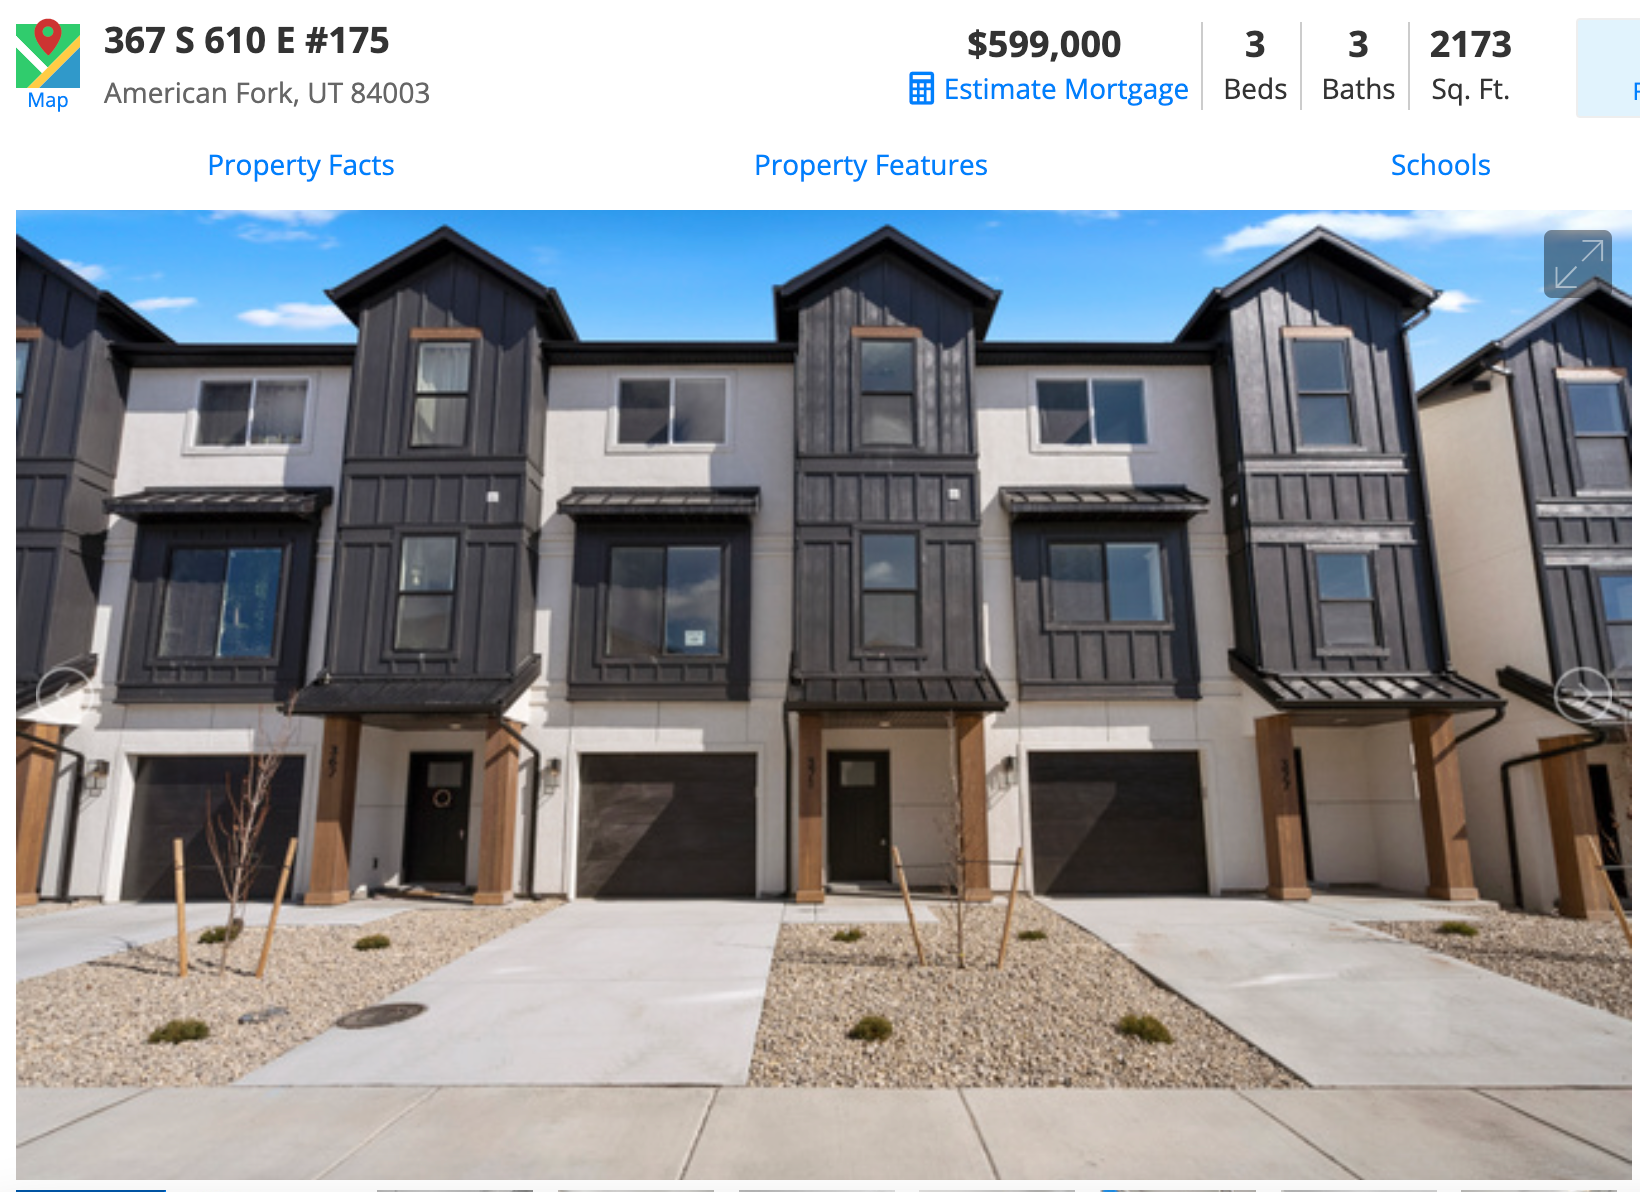 367 S 610 E #175
American Fork, UT 84003
Map
$599,000
Estimate Mortgage
3
Beds
3
Baths
2173
Sq. Ft.
Property Facts
Property Features
Schools
367